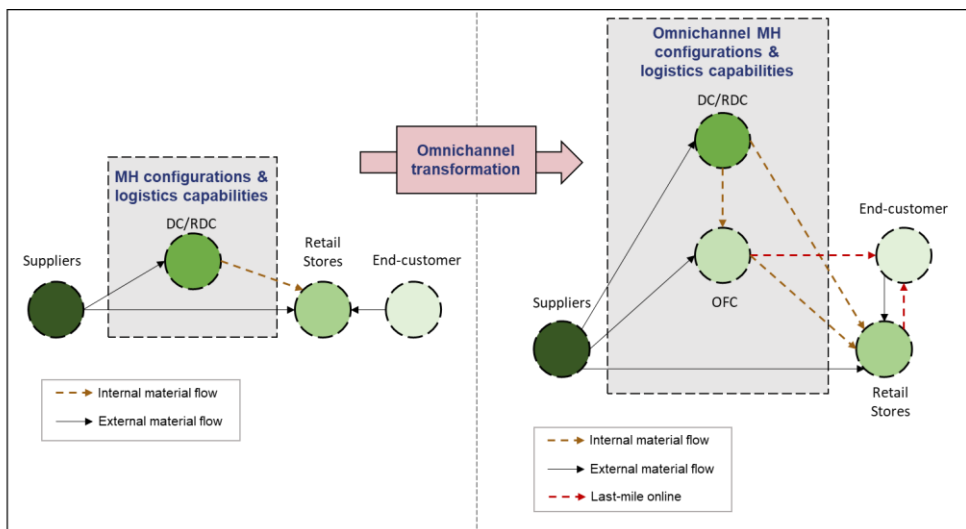 MH configurations &
logistics capabilities
DC/RDC
Suppliers
Retail
Stores
End-customer
Internal material flow
External material flow
Omnichannel
transformation
Omnichannel MH
configurations &
logistics capabilities
DC/RDC
OFC
Suppliers
End-customer
Retail
Stores
Internal material flow
External material flow
Last-mile online